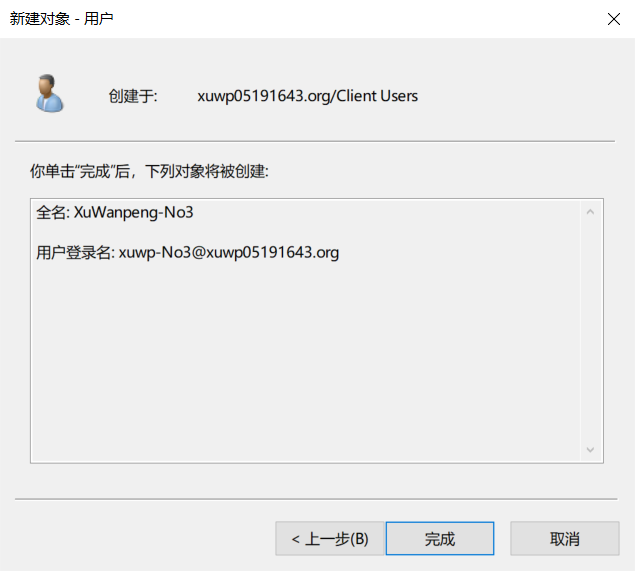 新建对象 - 用户
创建于: xuwp05191643.org/Client Users
你单击“完成”后，下列对象将被创建:
全名: XuWanpeng-No3
用户登录名: xuwp-No3@xuwp05191643.org
< 上一步(B) 完成 取消